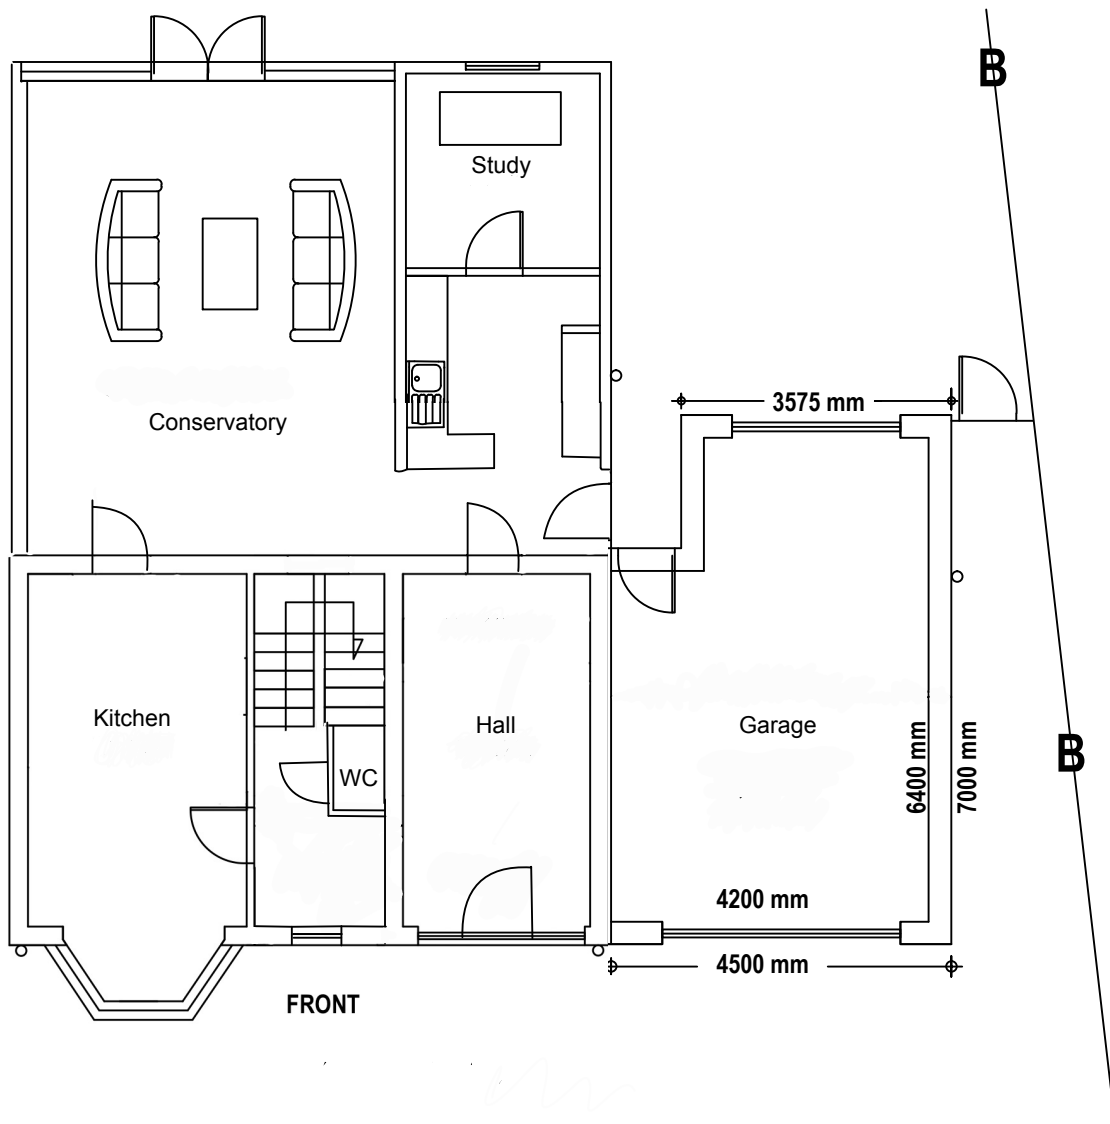 B
Study
3575 mm
Conservatory
Kitchen
Hall
Garage
B
WC
6400 mm
7000 mm
4200 mm
4500 mm
FRONT